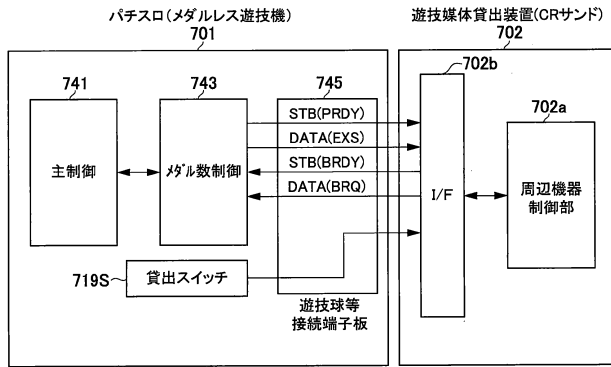 パチスロ(メダルレス遊技機)
701
遊技媒体貸出装置(CRサンド)
702
741
743
745
702b
702a
主制御
メダル数制御
STB(PRDY)
DATA(EXS)
STB(BRDY)
DATA(BRQ)
I/F
周辺機器
制御部
719S
貸出スイッチ
遊技球等
接続端子板